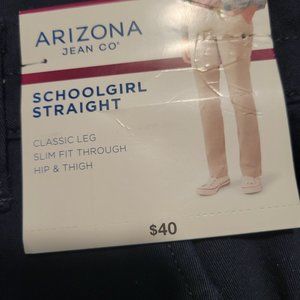 ARIZONA
JEAN CO®
SCHOOLGIRL
STRAIGHT
CLASSIC LEG
SLIM FIT THROUGH
HIP & THIGH
$40